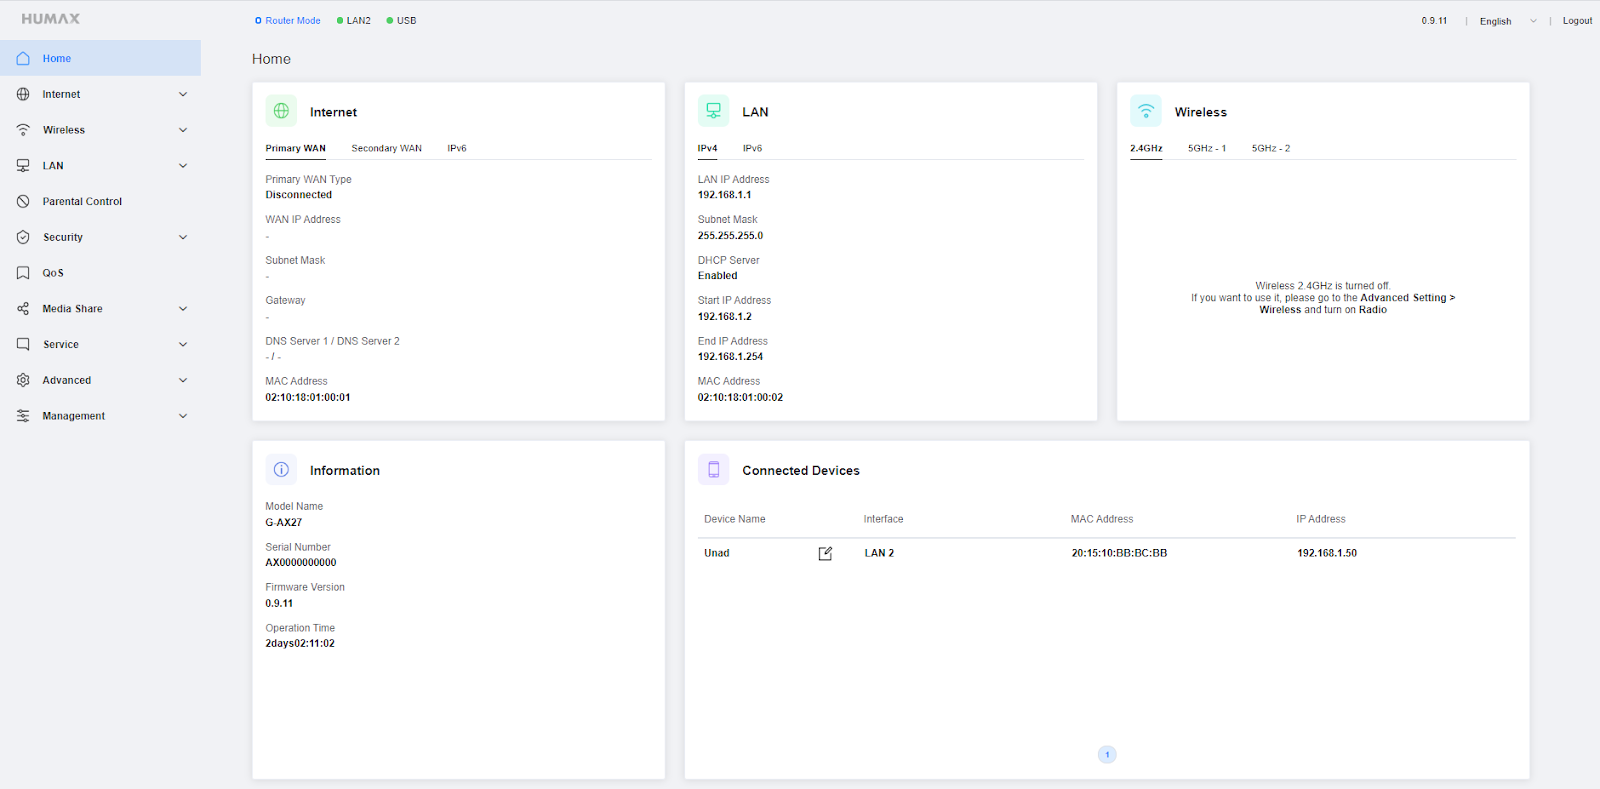 HUMAX
Router Mode LAN2 USB
0.9.11 | English | Logout
Home
Internet
Wireless
LAN
Parental Control
Security
QoS
Media Share
Service
Advanced
Management
Home
Internet
Primary WAN Secondary WAN IPv6
Primary WAN Type
Disconnected
WAN IP Address
-
Subnet Mask
-
Gateway
-
DNS Server 1 / DNS Server 2
- / -
MAC Address
02:10:18:01:00:01
LAN
IPv4 IPv6
LAN IP Address
192.168.1.1
Subnet Mask
255.255.255.0
DHCP Server
Enabled
Start IP Address
192.168.1.2
End IP Address
192.168.1.254
MAC Address
02:10:18:01:00:02
Wireless
2.4GHz 5GHz - 1 5GHz - 2
Wireless 2.4GHz is turned off.
If you want to use it, please go to the Advanced Setting >
Wireless and turn on Radio
Information
Model Name
G-AX27
Serial Number
AX0000000000
Firmware Version
0.9.11
Operation Time
2days02:11:02
Connected Devices
Device Name Interface MAC Address IP Address
Unad LAN 2 20:15:10:BB:BC:BB 192.168.1.50
1